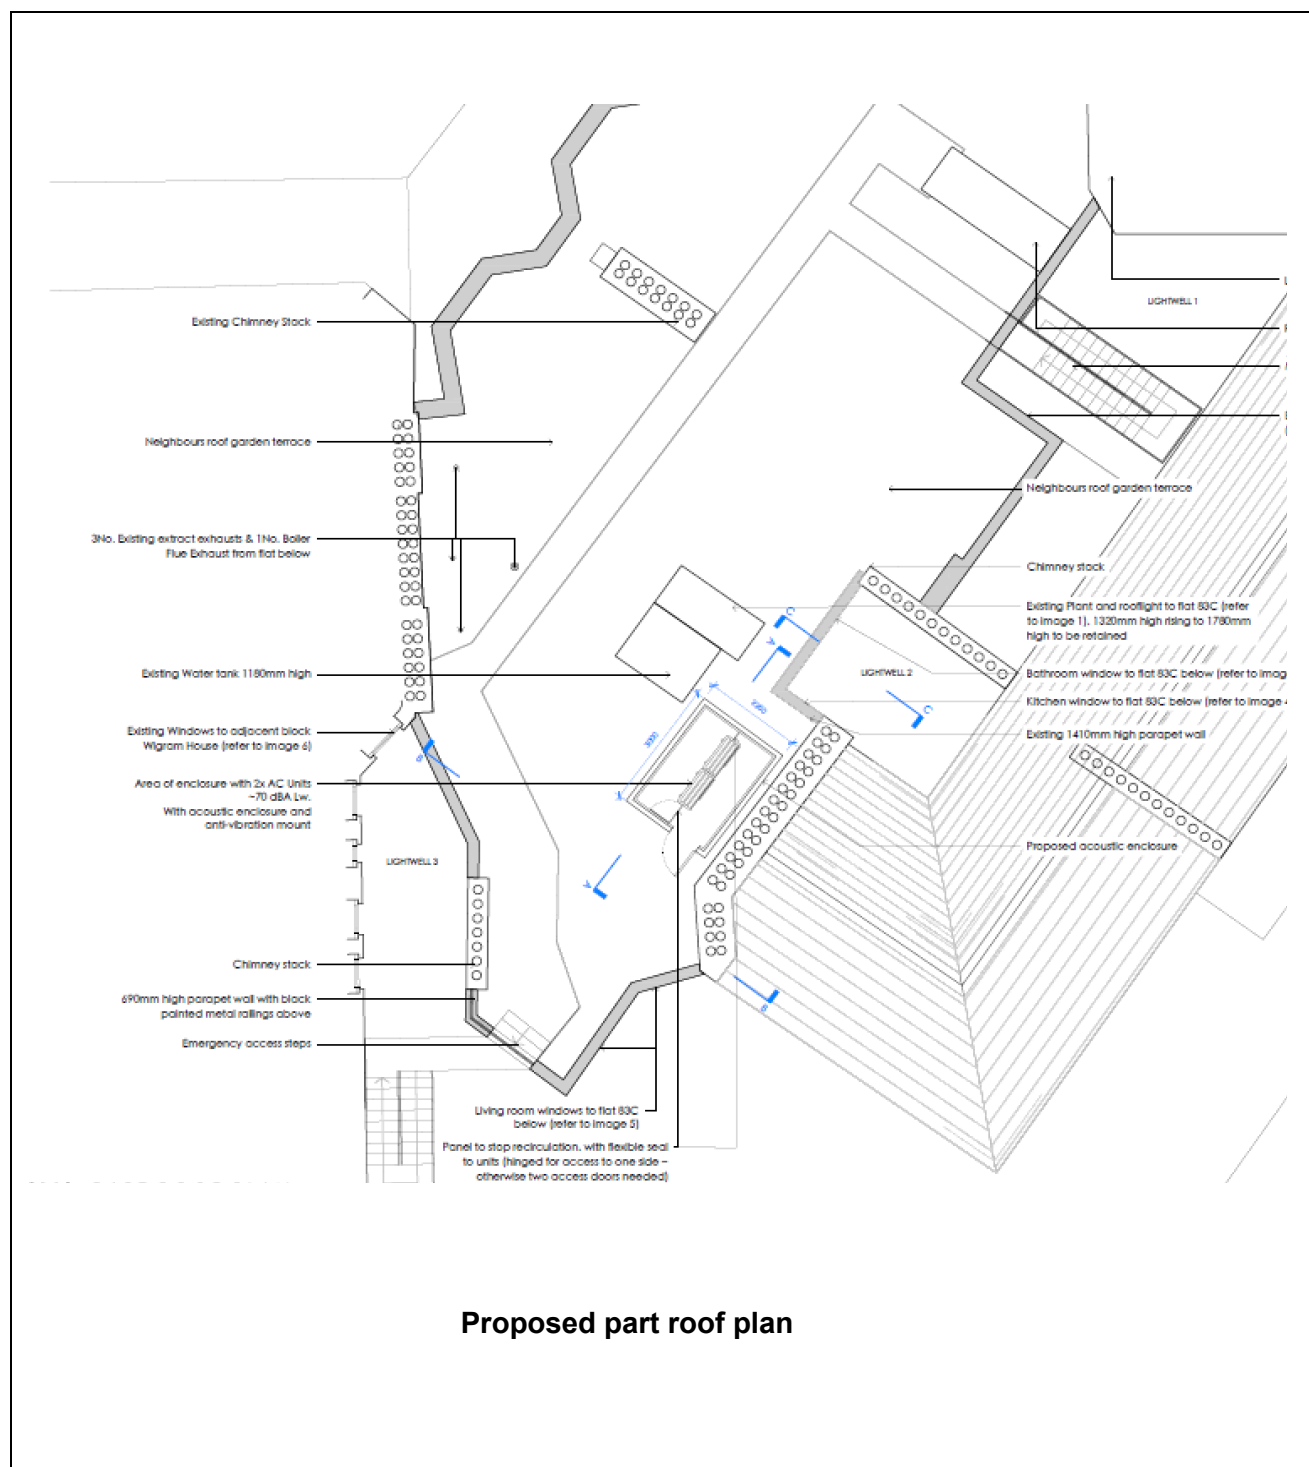 LIGHTWELL 1
Existing Chimney Stack
Neighbours roof garden terrace
3No. Existing extract exhausts & 1No. Boiler
Flue Exhaust from flat below
Existing Water tank 1180mm high
Existing Windows to adjacent block
Wigram House (refer to image 6)
Area of enclosure with 2x AC Units
~70 dBA Lw.
With acoustic enclosure and
anti-vibration mount
LIGHTWELL 3
Chimney stack
690mm high parapet wall with black
painted metal railings above
Emergency access steps
Living room windows to flat 83C
below (refer to image 5)
Panel to stop recirculation, with flexible seal
to units (hinged for access to one side –
otherwise two access doors needed)
Neighbours roof garden terrace
Chimney stack
Existing Plant and rooflight to flat 83C (refer
to image 1). 1320mm high rising to 1780mm
high to be retained
LIGHTWELL 2
Bathroom window to flat 83C below (refer to imag
Kitchen window to flat 83C below (refer to image
Existing 1410mm high parapet wall
Proposed acoustic enclosure
C
A
C
3000
S
A
S
Proposed part roof plan